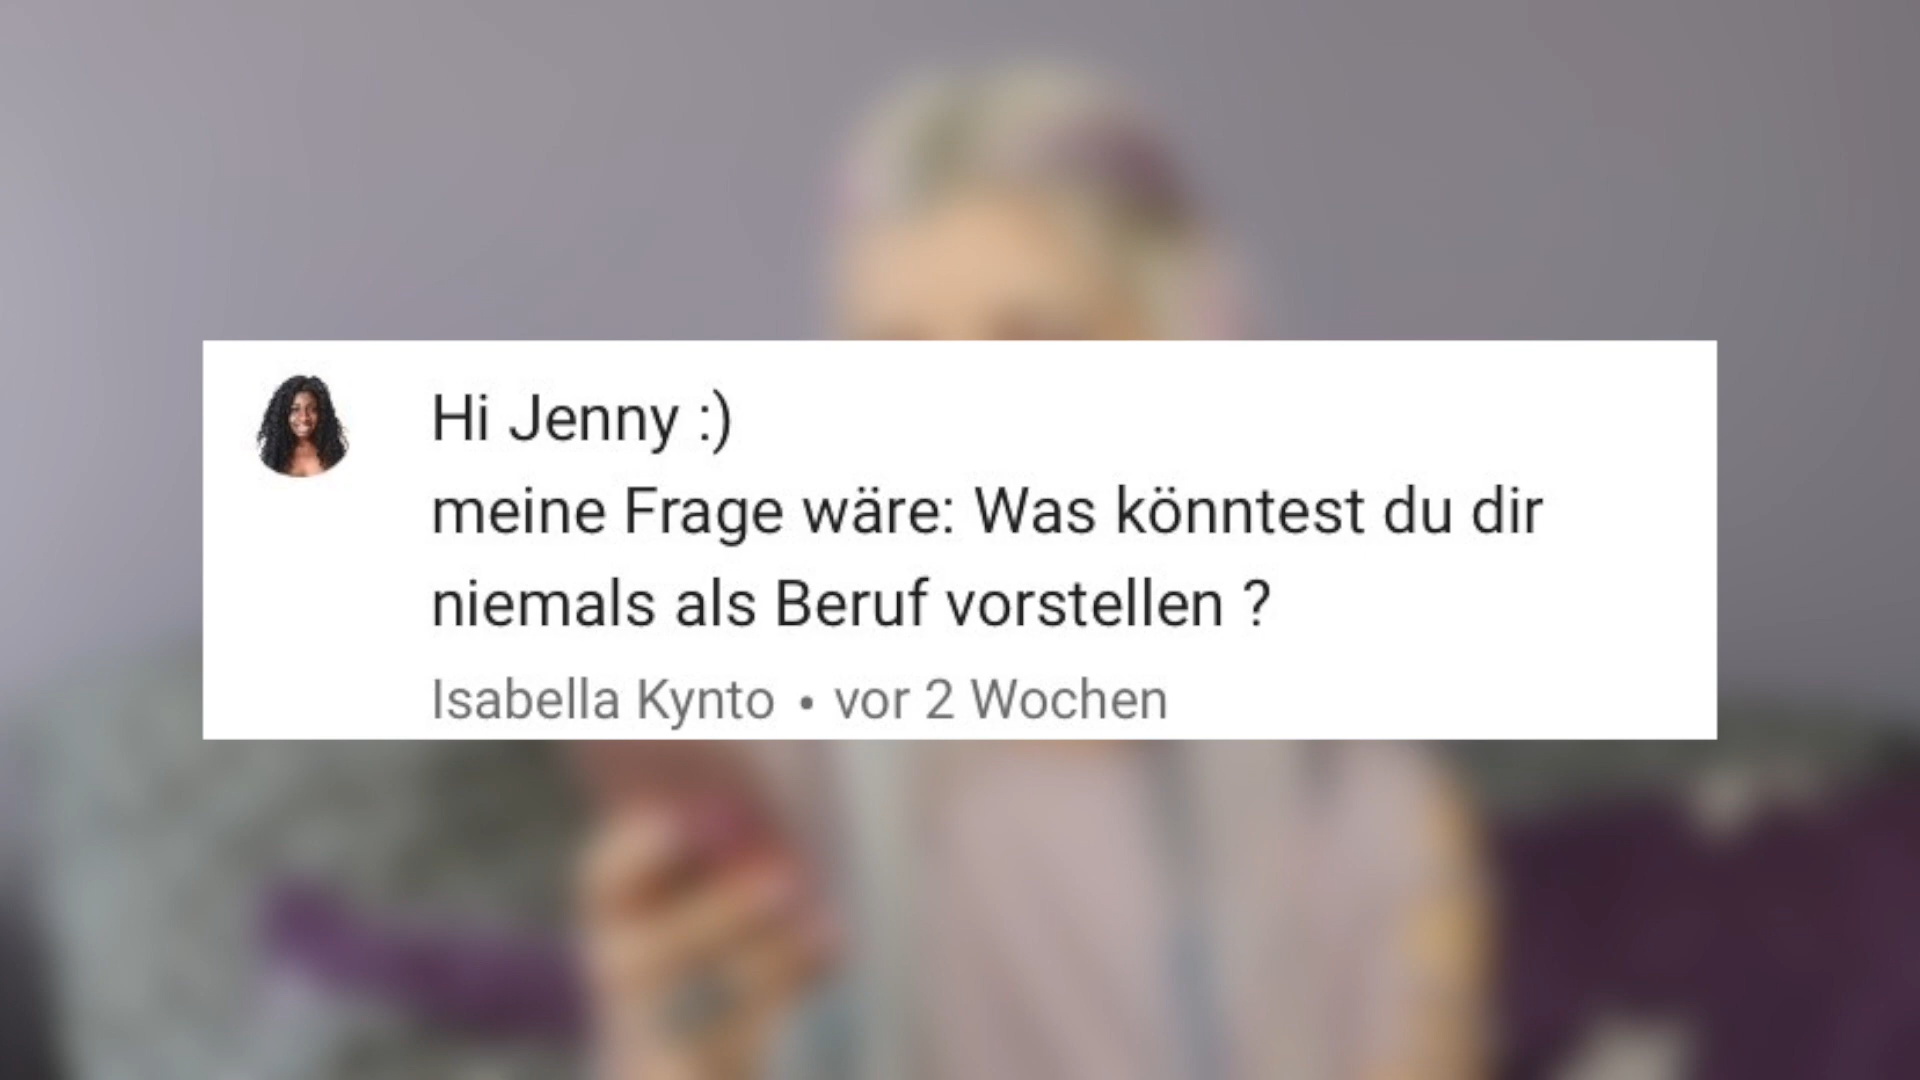 Hi Jenny :)
meine Frage wäre: Was könntest du dir
niemals als Beruf vorstellen ?
Isabella Kynto • vor 2 Wochen